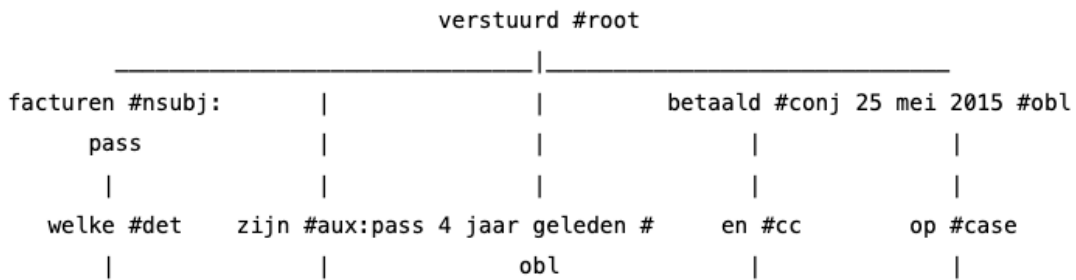 verstuurd #root
facturen #nsubj: betaald #conj 25 mei 2015 #obl
pass
welke #det zijn #aux:pass 4 jaar geleden # en #cc op #case
obl